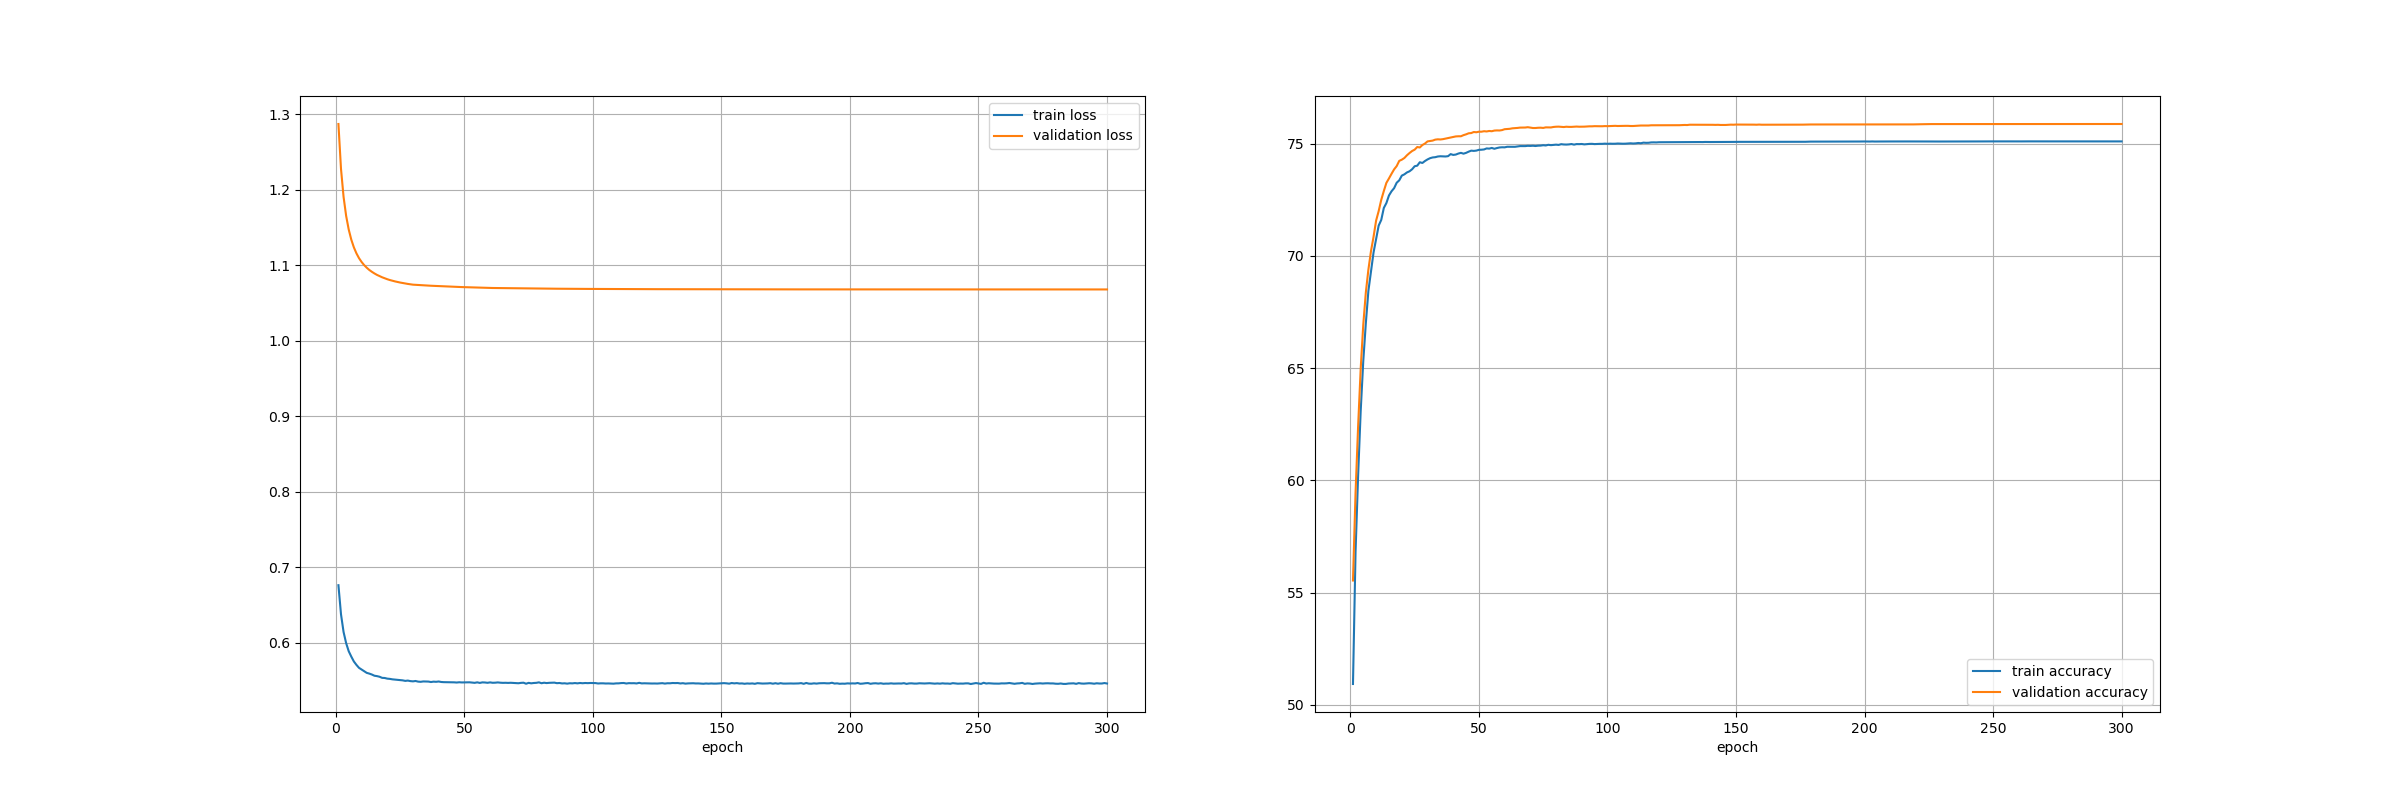 1.3
1.2
1.1
1.0
0.9
0.8
0.7
0.6
train loss
validation loss
0 50 100 150 200 250 300
epoch
75
70
65
60
55
50
train accuracy
validation accuracy
0 50 100 150 200 250 300
epoch